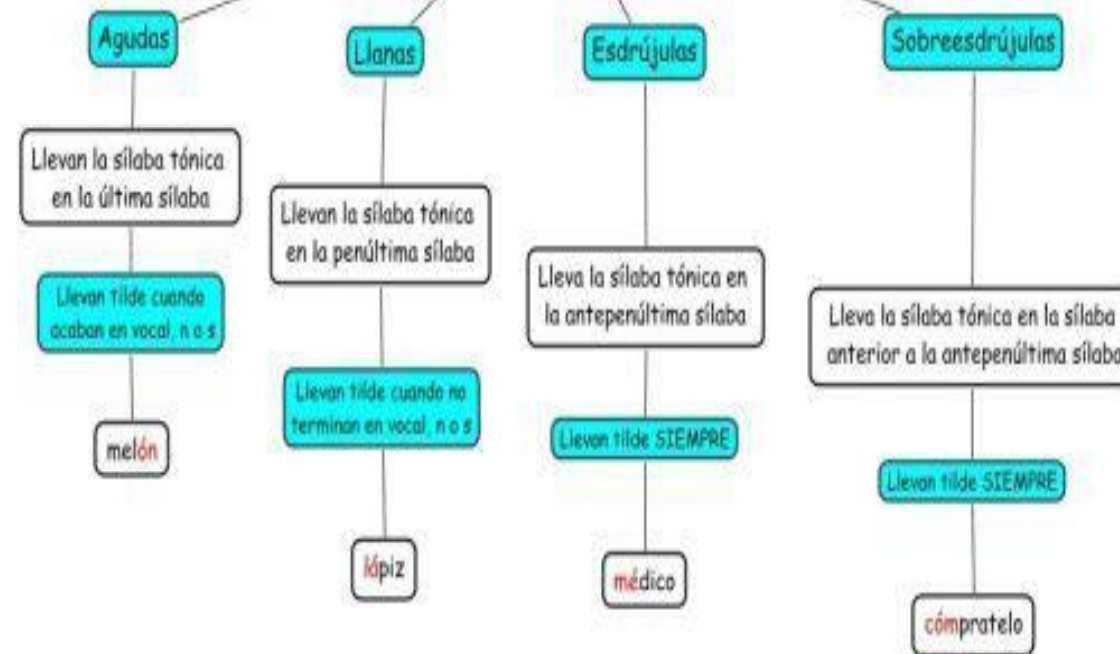 Agudas
Llevan la sílaba tónica
en la última sílaba
Llevan tilde cuando
acaban en vocal, n o s
melón
Llanas
Llevan la sílaba tónica
en la penúltima sílaba
Llevan tilde cuando no
terminan en vocal, n o s
lápiz
Esdrújulas
Lleva la sílaba tónica en
la antepenúltima sílaba
Llevan tilde SIEMPRE
médico
Sobreesdrújulas
Lleva la sílaba tónica en la sílaba
anterior a la antepenúltima sílaba
Llevan tilde SIEMPRE
cómpratelo